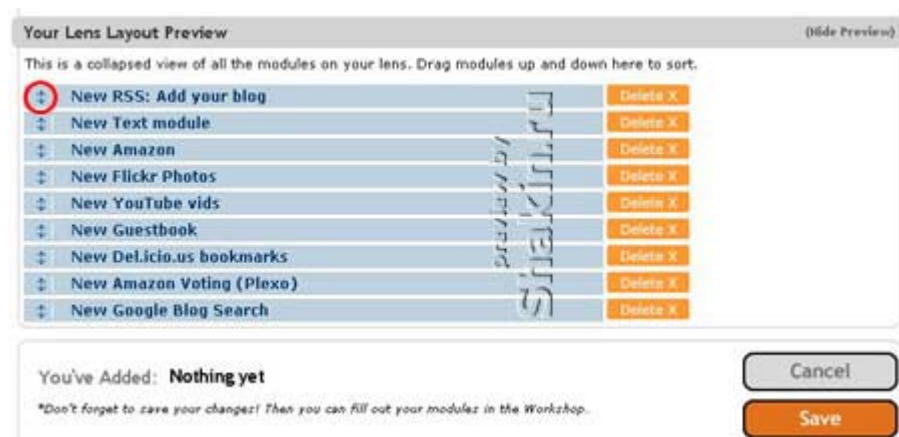 Your Lens Layout Preview (Hide Preview)
This is a collapsed view of all the modules on your lens. Drag modules up and down here to sort.
New RSS: Add your blog Delete X
New Text module Delete X
New Amazon Delete X
New Flickr Photos Delete X
New YouTube vids Delete X
New Guestbook Delete X
New Del.icio.us bookmarks Delete X
New Amazon Voting (Plexo) Delete X
New Google Blog Search Delete X
preview by
Shakin.ru
You've Added: Nothing yet
*Don't forget to save your changes! Then you can fill out your modules in the Workshop.
Cancel
Save